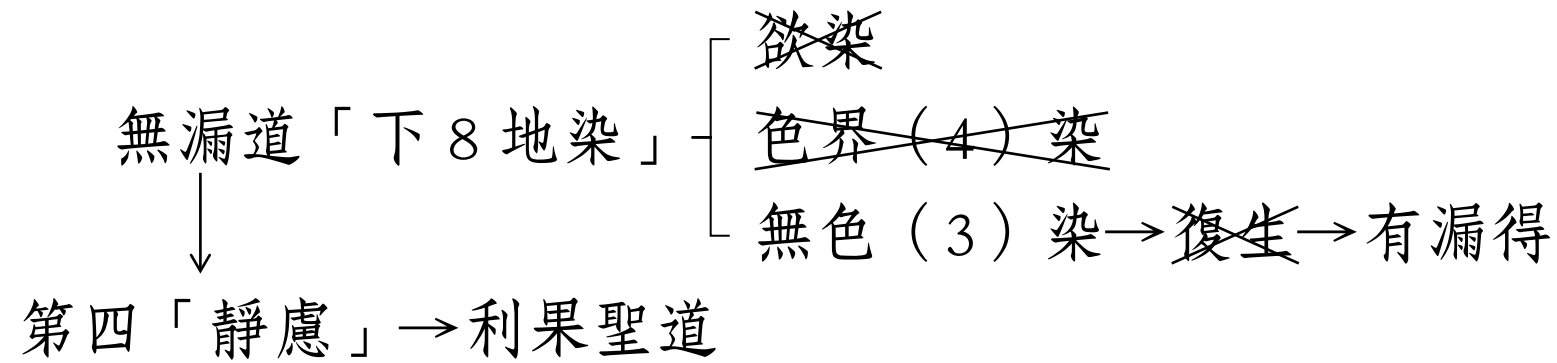 欲染
無漏道「下8地染」
色界（4）染
無色（3）染→復生→有漏得
第四「靜慮」→利果聖道